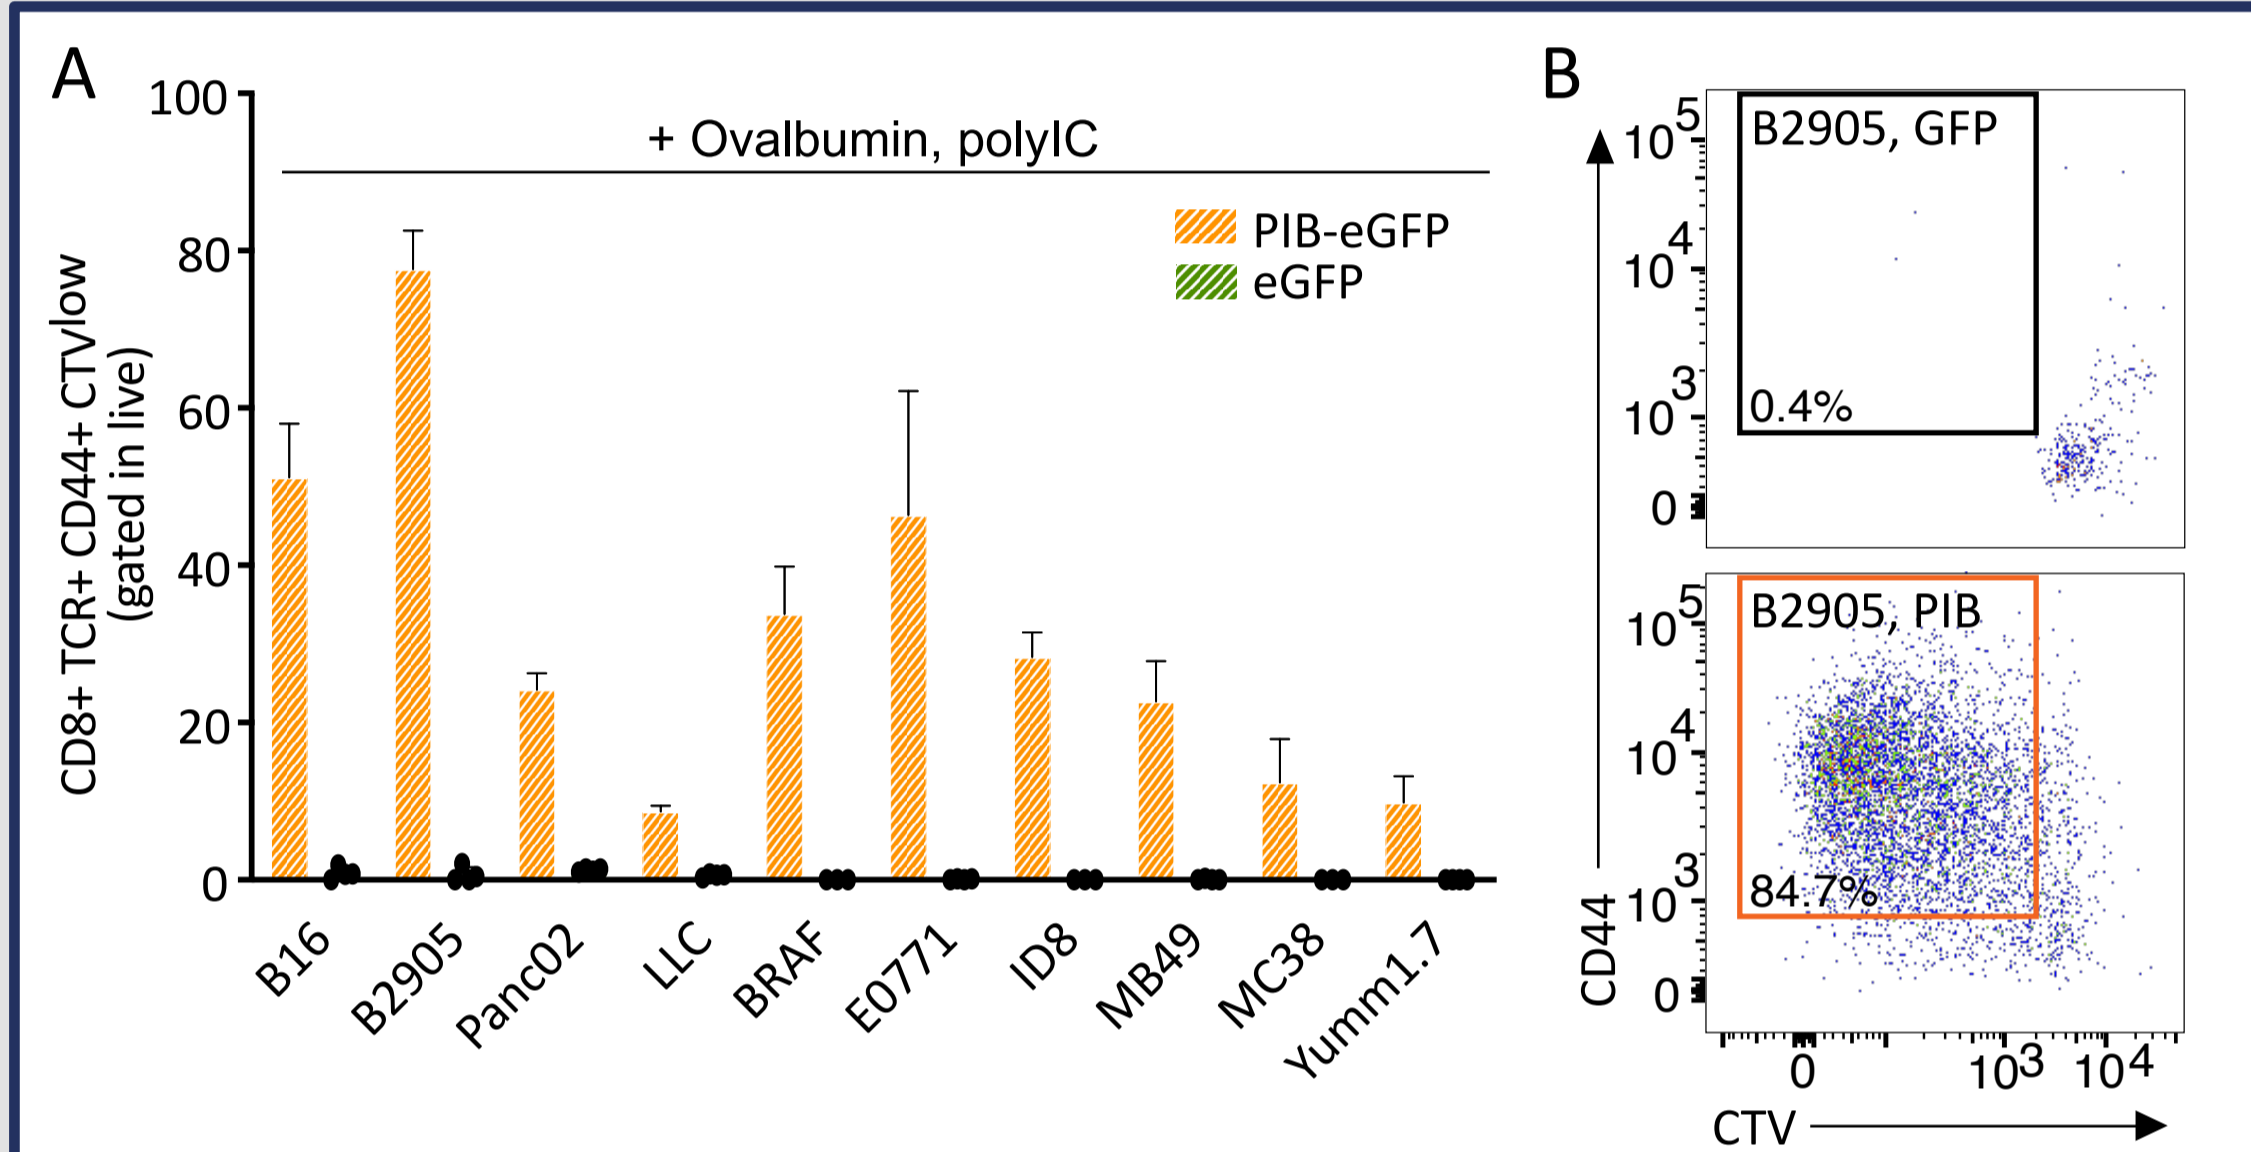 A
100
80
60
40
20
0
CD8+ TCR+ CD44+ CTVlow
(gated in live)
+ Ovalbumin, polyIC
PIB-eGFP
eGFP
B16
B2905
Panc02
LLC
BRAF
E0771
ID8
MB49
MC38
Yumm1.7
B
10^5
10^4
10^3
0
B2905, GFP
0.4%
10^5
10^4
10^3
0
B2905, PIB
84.7%
CD44
0
10^3
10^4
CTV